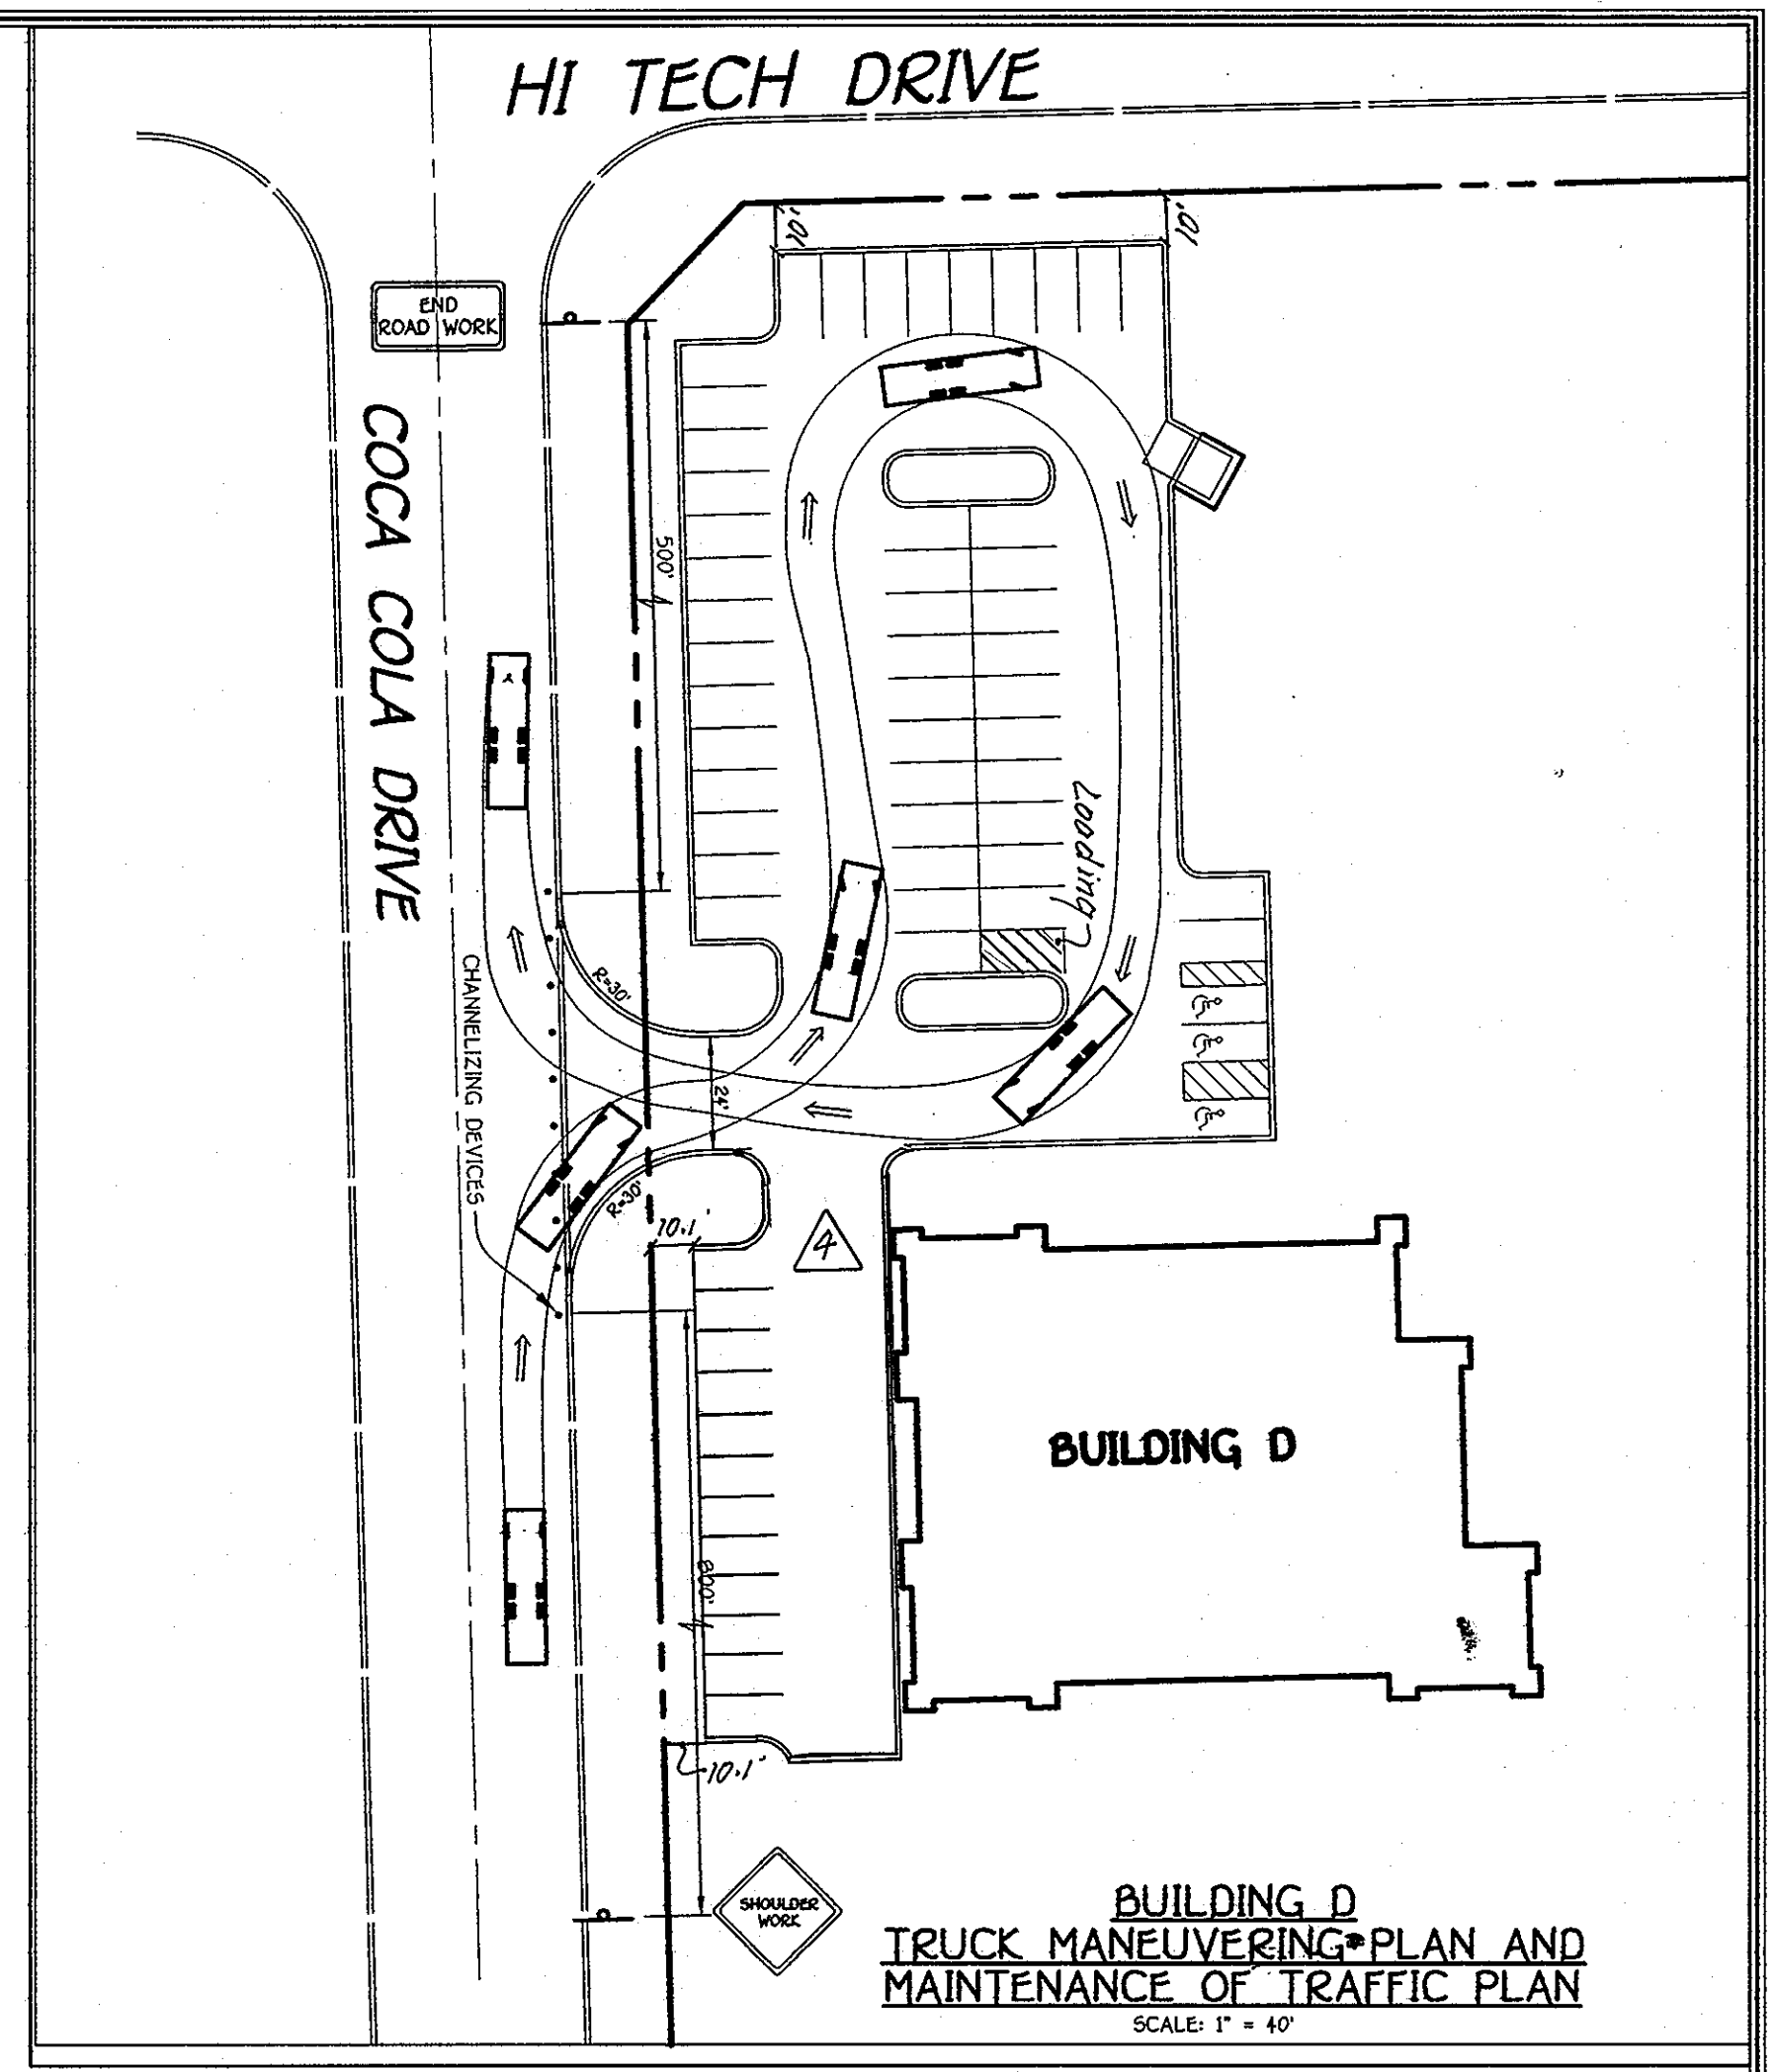 HI TECH DRIVE
10'
10'
END
ROAD WORK
COCA COLA DRIVE
500'
Loading
R=30'
CHANNELIZING DEVICES
24'
R=30'
10.1'
4
BUILDING D
800'
10.1'
SHOULDER
WORK
BUILDING D
TRUCK MANEUVERING PLAN AND
MAINTENANCE OF TRAFFIC PLAN
SCALE: 1" = 40'